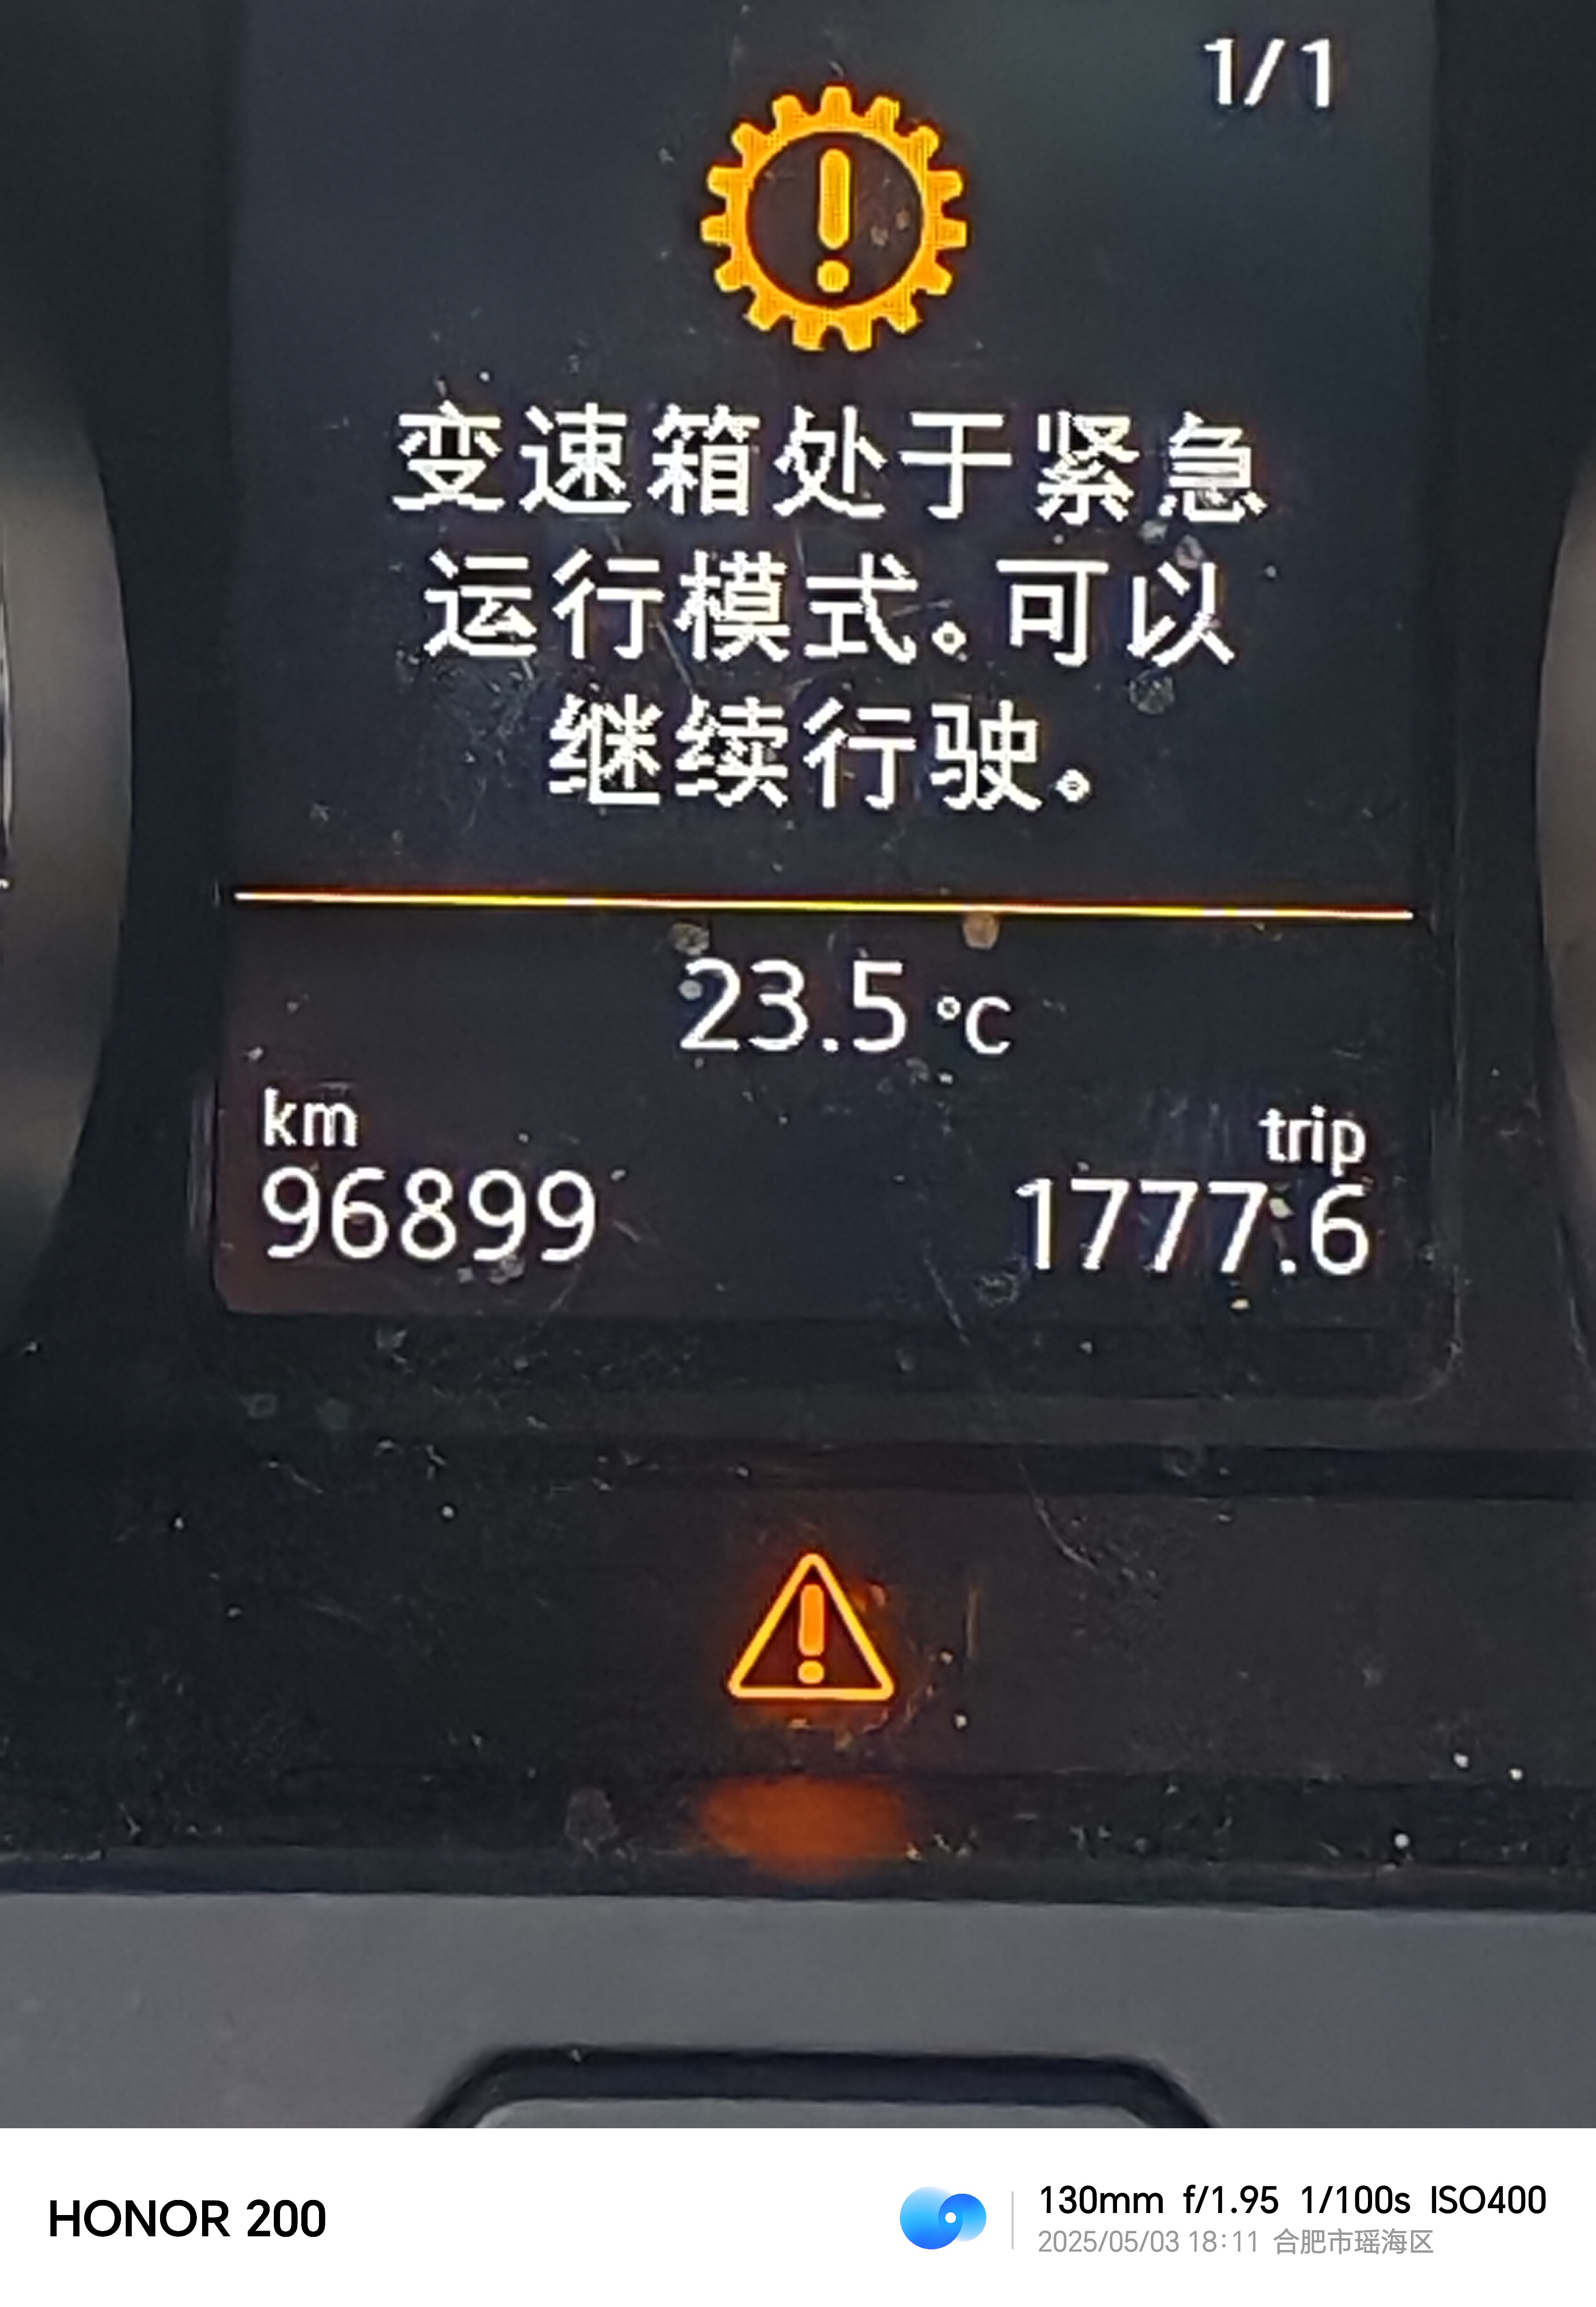 1/1
变速箱处于紧急
运行模式。可以
继续行驶。
23.5 °C
km
trip
96899
1777.6
HONOR 200
130mm f/1.95 1/100s ISO400
2025/05/03 18:11 合肥市瑶海区